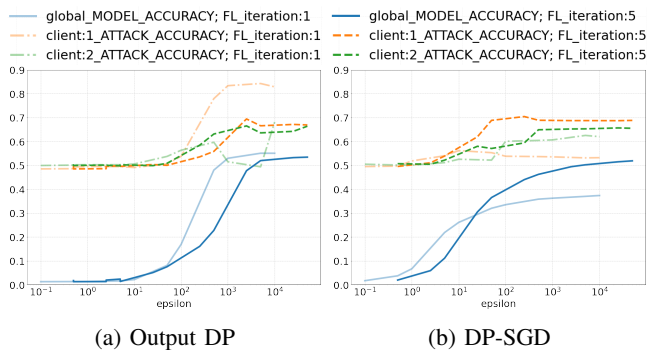 global_MODEL_ACCURACY; FL_iteration:1
client:1_ATTACK_ACCURACY; FL_iteration:1
client:2_ATTACK_ACCURACY; FL_iteration:1
global_MODEL_ACCURACY; FL_iteration:5
client:1_ATTACK_ACCURACY; FL_iteration:5
client:2_ATTACK_ACCURACY; FL_iteration:5
0.9
0.8
0.7
0.6
0.5
0.4
0.3
0.2
0.1
0.0
10⁻¹ 10⁰ 10¹ 10² 10³ 10⁴
epsilon
(a) Output DP
0.9
0.8
0.7
0.6
0.5
0.4
0.3
0.2
0.1
0.0
10⁻¹ 10⁰ 10¹ 10² 10³ 10⁴
epsilon
(b) DP-SGD